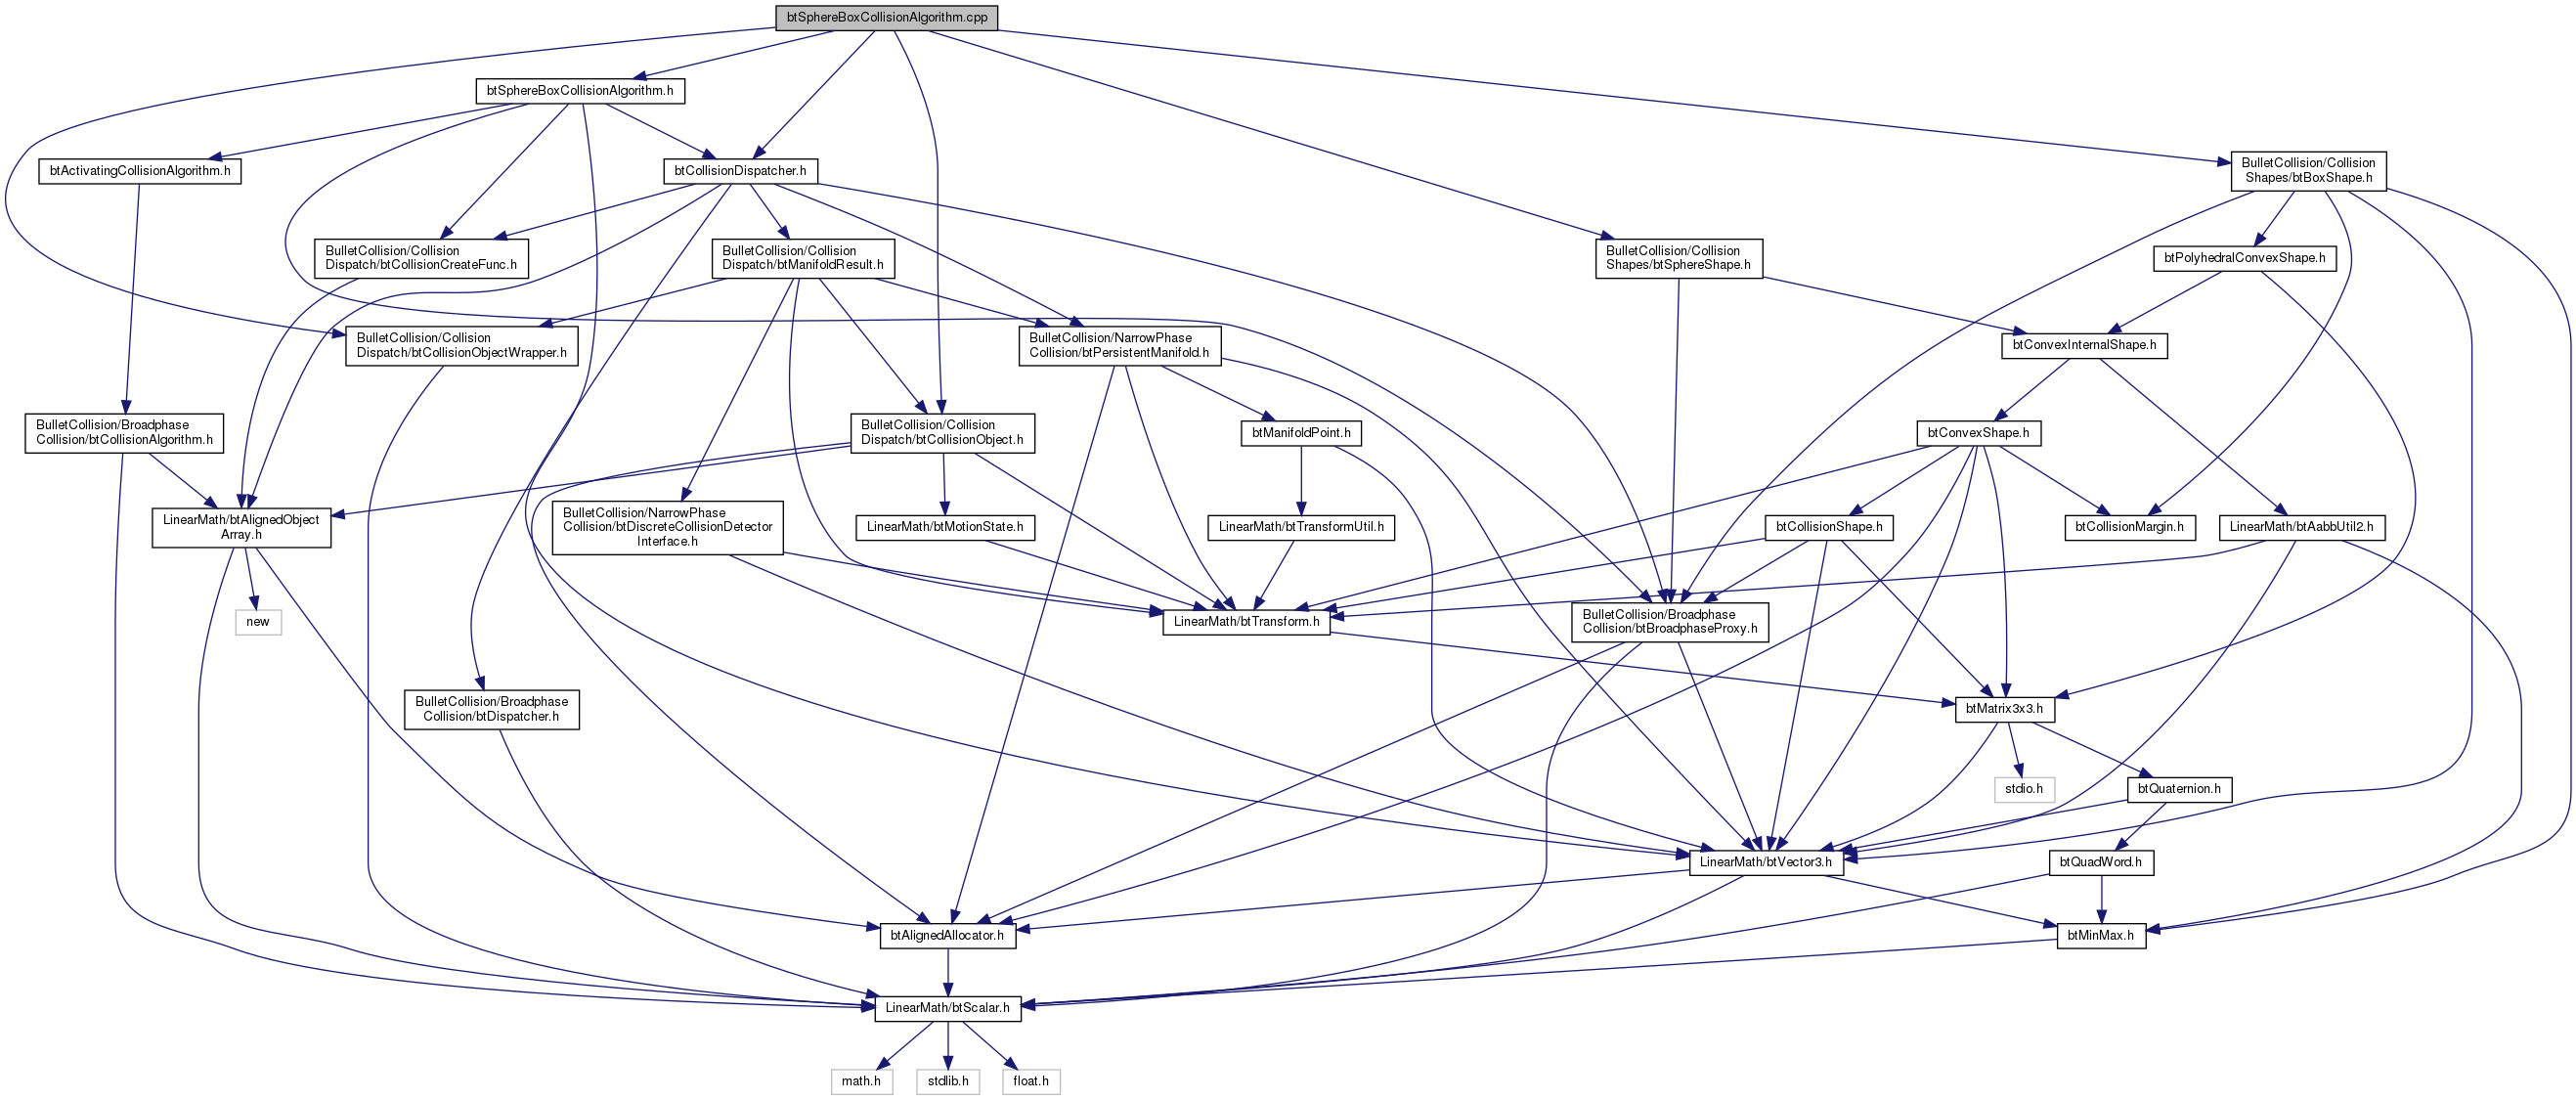 btSphereBoxCollisionAlgorithm.cpp
btSphereBoxCollisionAlgorithm.h
btActivatingCollisionAlgorithm.h
btCollisionDispatcher.h
BulletCollision/Collision
Shapes/btBoxShape.h
BulletCollision/Collision
Dispatch/btCollisionCreateFunc.h
BulletCollision/Collision
Dispatch/btManifoldResult.h
BulletCollision/Collision
Shapes/btSphereShape.h
btPolyhedralConvexShape.h
BulletCollision/Collision
Dispatch/btCollisionObjectWrapper.h
BulletCollision/NarrowPhase
Collision/btPersistentManifold.h
btConvexInternalShape.h
BulletCollision/Broadphase
Collision/btCollisionAlgorithm.h
BulletCollision/Collision
Dispatch/btCollisionObject.h
btManifoldPoint.h
btConvexShape.h
LinearMath/btAlignedObject
Array.h
BulletCollision/NarrowPhase
Collision/btDiscreteCollisionDetector
Interface.h
LinearMath/btMotionState.h
LinearMath/btTransformUtil.h
btCollisionShape.h
btCollisionMargin.h
LinearMath/btAabbUtil2.h
new
LinearMath/btTransform.h
BulletCollision/Broadphase
Collision/btBroadphaseProxy.h
BulletCollision/Broadphase
Collision/btDispatcher.h
btMatrix3x3.h
stdio.h
btQuaternion.h
LinearMath/btVector3.h
btQuadWord.h
btAlignedAllocator.h
btMinMax.h
LinearMath/btScalar.h
math.h
stdlib.h
float.h